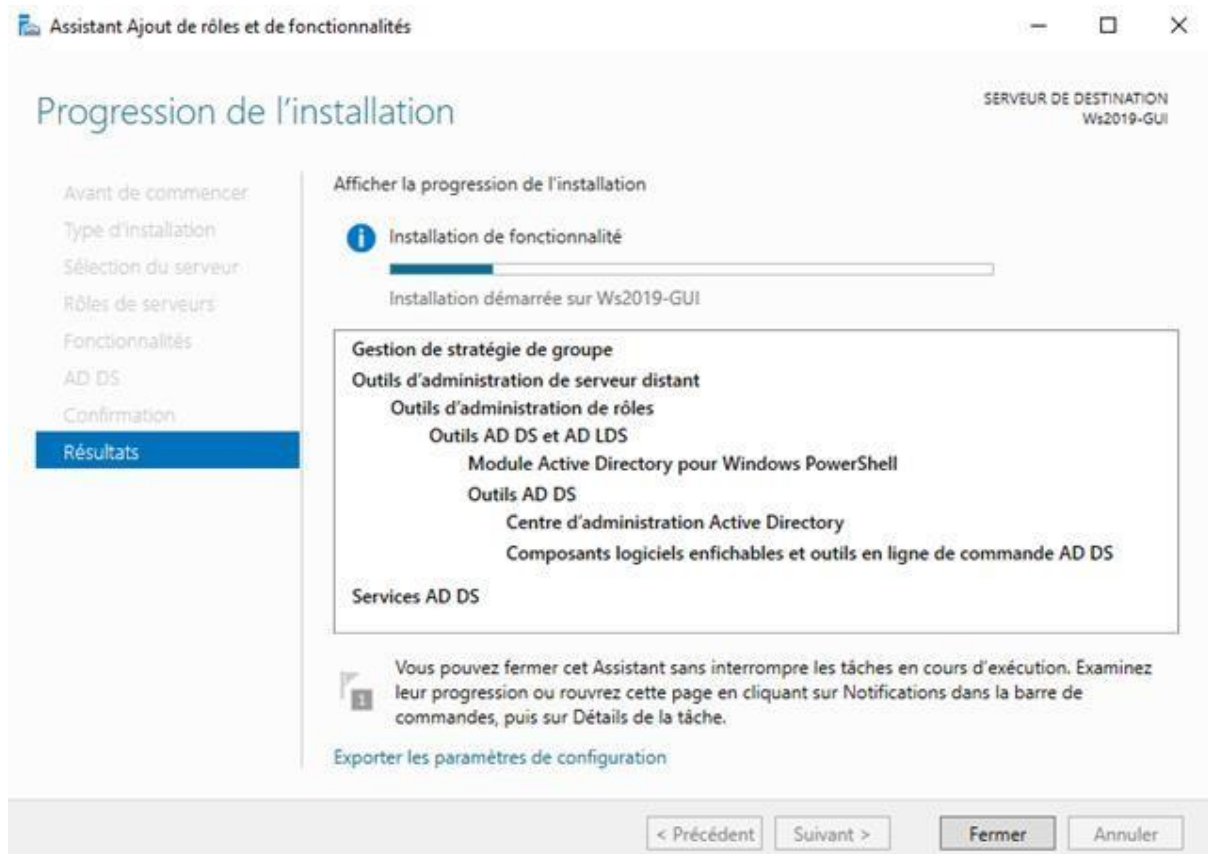 Assistant Ajout de rôles et de fonctionnalités
Progression de l'installation
SERVEUR DE DESTINATION
Ws2019-GUI
Avant de commencer
Type d'installation
Sélection du serveur
Rôles de serveurs
Fonctionnalités
AD DS
Confirmation
Résultats
Afficher la progression de l'installation
Installation de fonctionnalité
Installation démarrée sur Ws2019-GUI
Gestion de stratégie de groupe
Outils d'administration de serveur distant
Outils d'administration de rôles
Outils AD DS et AD LDS
Module Active Directory pour Windows PowerShell
Outils AD DS
Centre d'administration Active Directory
Composants logiciels enfichables et outils en ligne de commande AD DS
Services AD DS
1
Vous pouvez fermer cet Assistant sans interrompre les tâches en cours d'exécution. Examinez
leur progression ou rouvrez cette page en cliquant sur Notifications dans la barre de
commandes, puis sur Détails de la tâche.
Exporter les paramètres de configuration
< Précédent
Suivant >
Fermer
Annuler